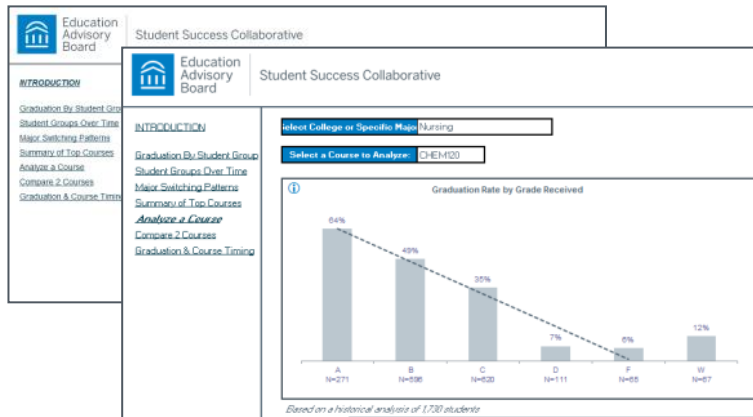 Education
Advisory
Board
Student Success Collaborative
INTRODUCTION
Graduation By Student Gro
Student Groups Over Time
Major Switching Patterns
Summary of Top Courses
Analyze a Course
Compare 2 Courses
Graduation & Course Timin
Education
Advisory
Board
Student Success Collaborative
INTRODUCTION
Graduation By Student Group
Student Groups Over Time
Major Switching Patterns
Summary of Top Courses
Analyze a Course
Compare 2 Courses
Graduation & Course Timing
elect College or Specific Majo Nursing
Select a Course to Analyze: CHEM120
Graduation Rate by Grade Received
64%
49%
35%
7%
6%
12%
A B C D F W
N=271 N=596 N=620 N=111 N=65 N=67
Based on a historical analysis of 1,730 students